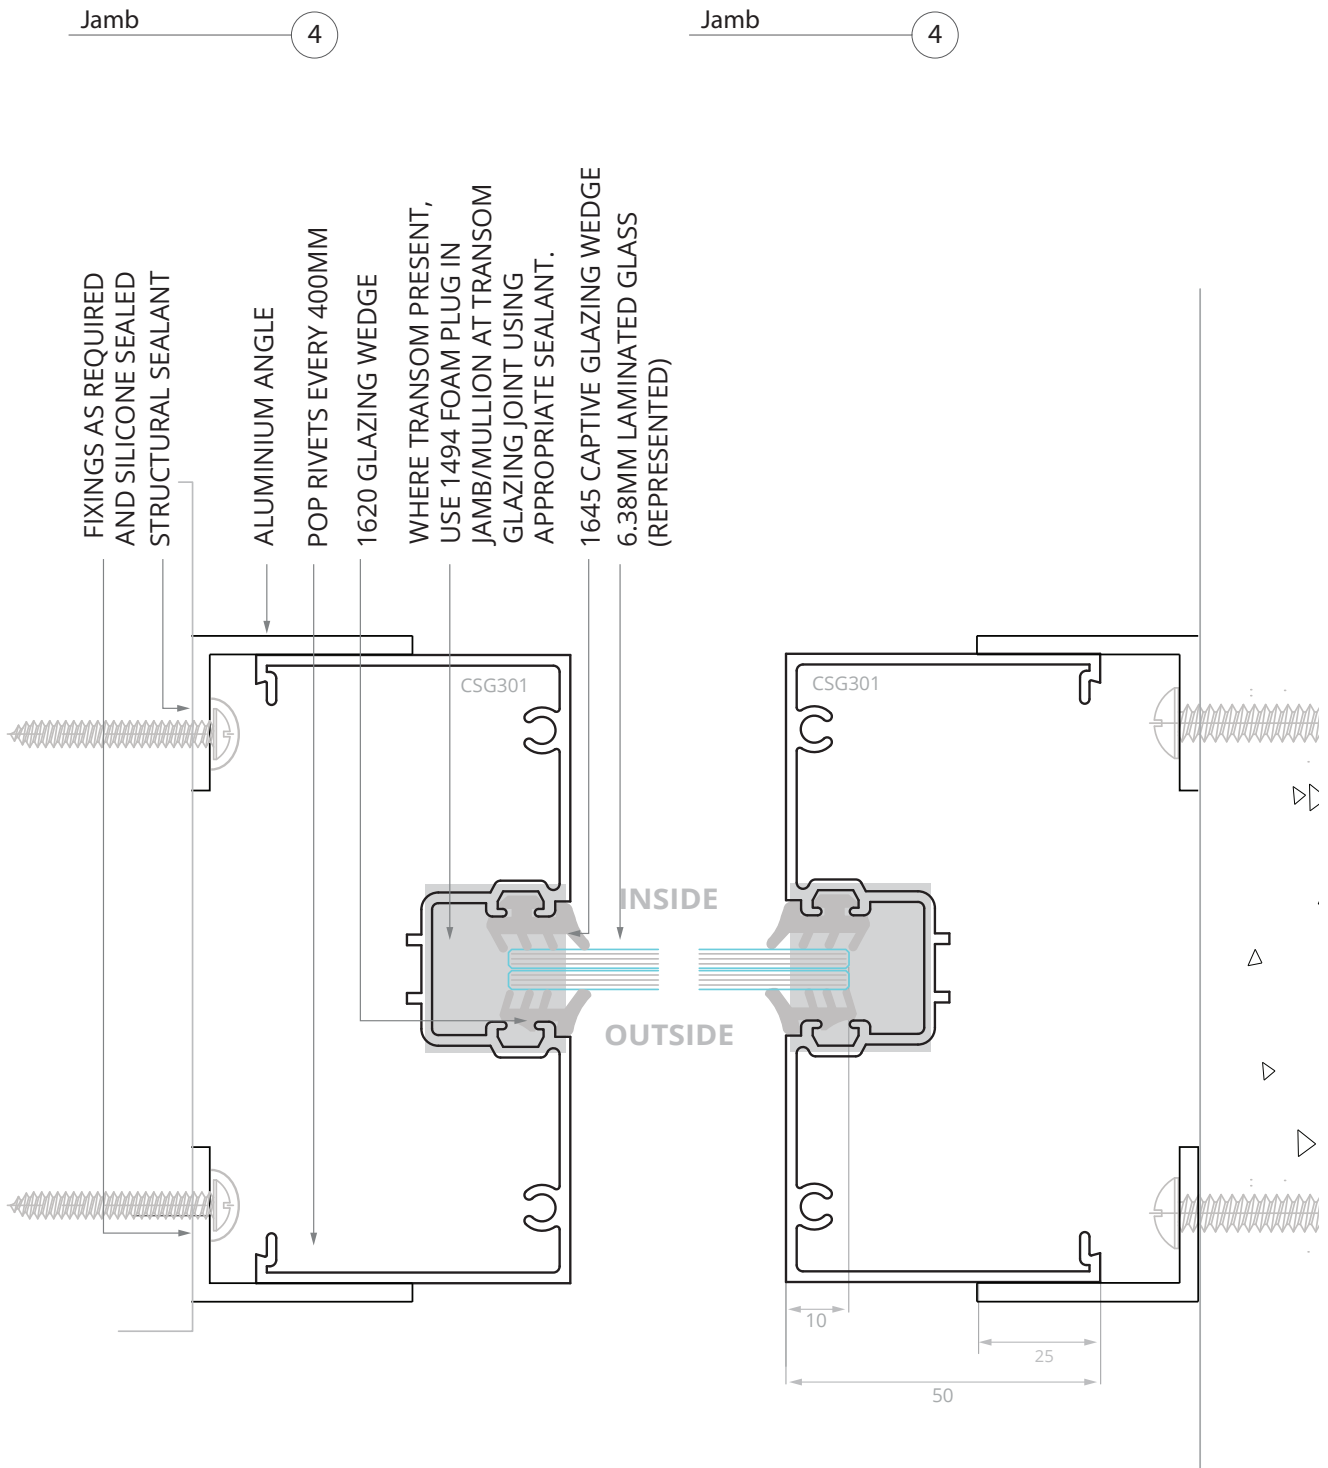 Jamb
4
Jamb
4
FIXINGS AS REQUIRED
AND SILICONE SEALED
STRUCTURAL SEALANT
ALUMINIUM ANGLE
POP RIVETS EVERY 400MM
1620 GLAZING WEDGE
WHERE TRANSOM PRESENT,
USE 1494 FOAM PLUG IN
JAMB/MULLION AT TRANSOM
GLAZING JOINT USING
APPROPRIATE SEALANT.
1645 CAPTIVE GLAZING WEDGE
6.38MM LAMINATED GLASS
(REPRESENTED)
CSG301
CSG301
INSIDE
OUTSIDE
10
25
50